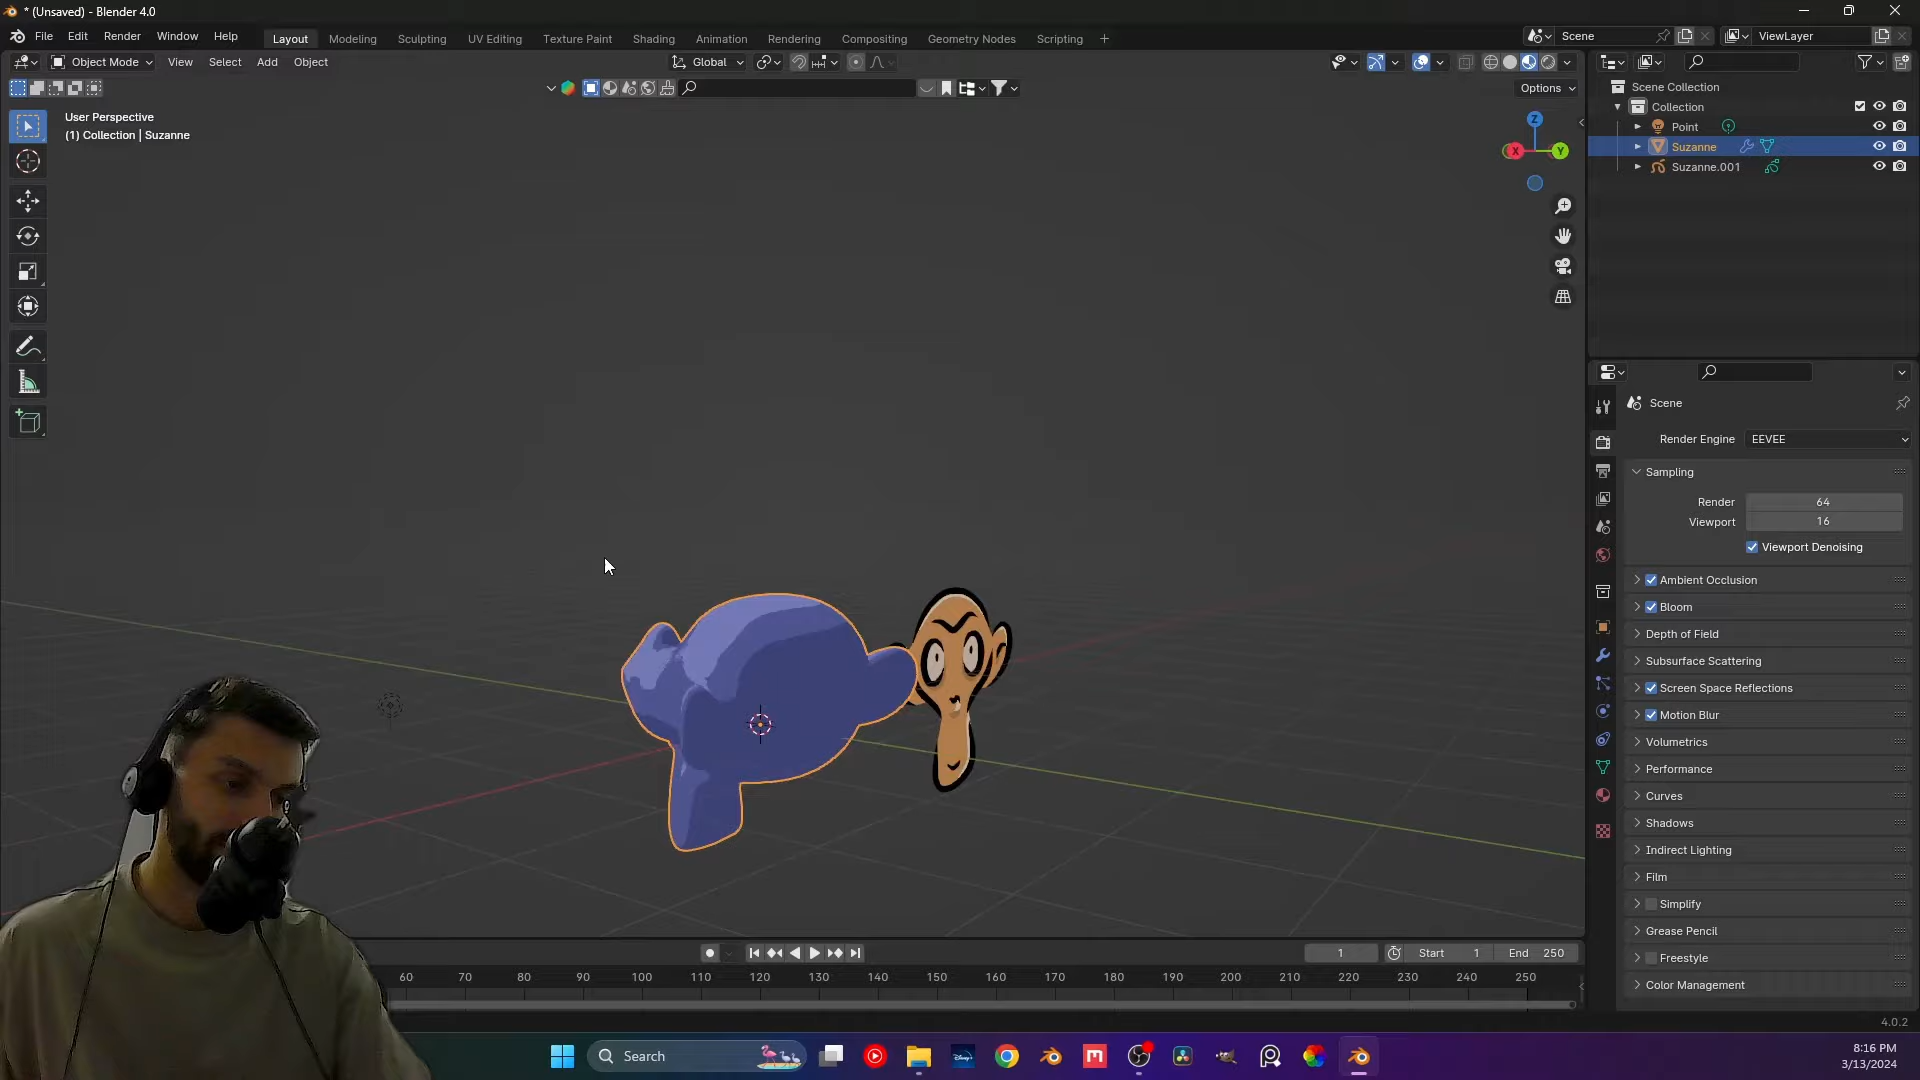 * (Unsaved) - Blender 4.0
File Edit Render Window Help
Layout Modeling Sculpting UV Editing Texture Paint Shading Animation Rendering Compositing Geometry Nodes Scripting +
Scene
ViewLayer
Object Mode View Select Add Object
Global
Options
User Perspective
(1) Collection | Suzanne
Z
X
Y
Scene Collection
Collection
Point
Suzanne
Suzanne.001
Scene
Render Engine EEVEE
Sampling
Render 64
Viewport 16
Viewport Denoising
Ambient Occlusion
Bloom
Depth of Field
Subsurface Scattering
Screen Space Reflections
Motion Blur
Volumetrics
Performance
Curves
Shadows
Indirect Lighting
Film
Simplify
Grease Pencil
Freestyle
Color Management
1 Start 1 End 250
60 70 80 90 100 110 120 130 140 150 160 170 180 190 200 210 220 230 240 250
4.0.2
Search
Disney+
8:16 PM
3/13/2024